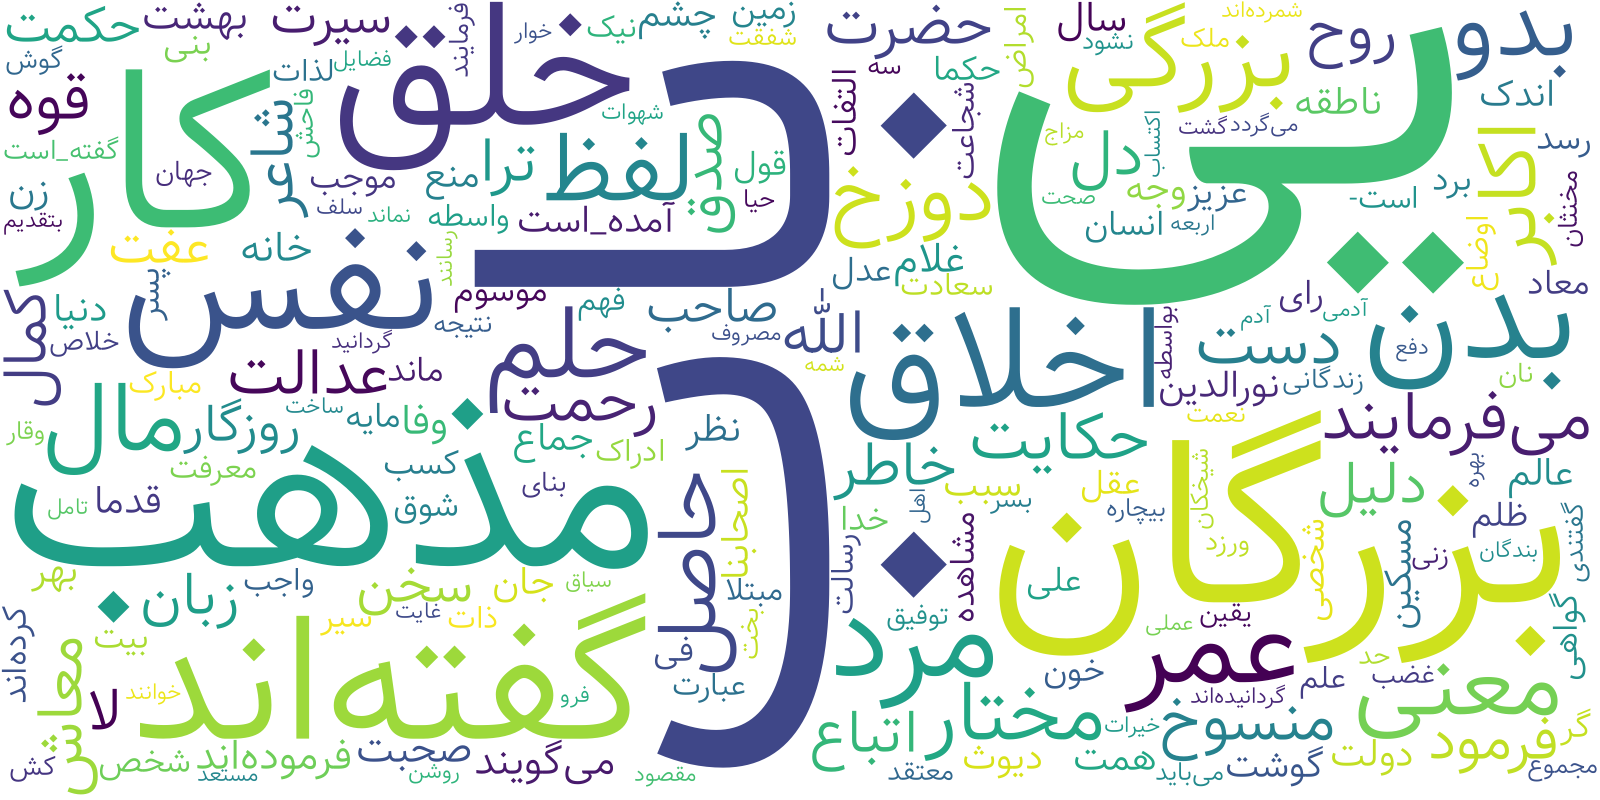 حکمت
بهشت
سیرت
فرمایند
خوار
نیک
چشم
زمین
شفقت
حضرت
امراض
سال
نشود
شمرده‌اند
ملک
بدو
گوش
بنی
لذات
فضایل
خلق
سه
حکما
بزرگی
روح
اندک
قوه
کار
شاعر
فاحش
شهوات
صدق
التفات
شجاعت
مزاج
اکتساب
گشت
می‌گردد
ناطقه
اکابر
رسد
گفته_است
جهان
موجب
منع
ترا
لفظ
قول
دوزخ
دل
وجه
عزیز
است-
برد
مخنثان
زن
بتقدیم
سلف
نماند
واسطه
آمده_است
حیا
صحت
انسان
اربعه
اوضاع
عفت
خانه
رسانند
غلام
عدل
سعادت
بی
معاد
کمال
دنیا
پسر
نفس
موسوم
فهم
صاحب
در
الله
بواسطه
آدم
آدمی
رای
بدن
خلاص
گردانید
نتیجه
حلم
مصروف
شمه
اخلاق
دست
دفع
نان
مبارک
عدالت
ماند
رحمت
نورالدین
زندگانی
می‌فرمایند
وقار
مال
روزگار
ساخت
مایه
وفا
جماع
ادراک
نظر
حکایت
نعمت
معرفت
کسب
خاطر
سبب
عقل
شیخکان
دلیل
بهره
عالم
تامل
قدما
مذهب
شوق
بنای
حاصل
اصحابنا
خدا
اهل
بسر
بیچاره
بزرگان
ظلم
گفتندی
بهر
زبان
واجب
سخن
سیاق
جان
مبتلا
رسالت
مشاهده
علی
ورزد
شخصی
مسکین
زنی
بندگان
کرده‌اند
بیت
سیر
غایت
ذات
بخت
توفیق
یقین
عملی
گواهی
معاش
لا
خوانند
گفته‌اند
فرو
فی
عبارت
مرد
خون
عمر
گردانیده‌اند
علم
غضب
حد
معنی
کش
شخص
فرموده‌اند
مستعد
صحبت
روشن
می‌گویند
مقصود
اتباع
معتقد
مختار
دیوث
خیرات
همت
منسوخ
می‌باید
گوشت
دولت
فرمود
گر
مجموع